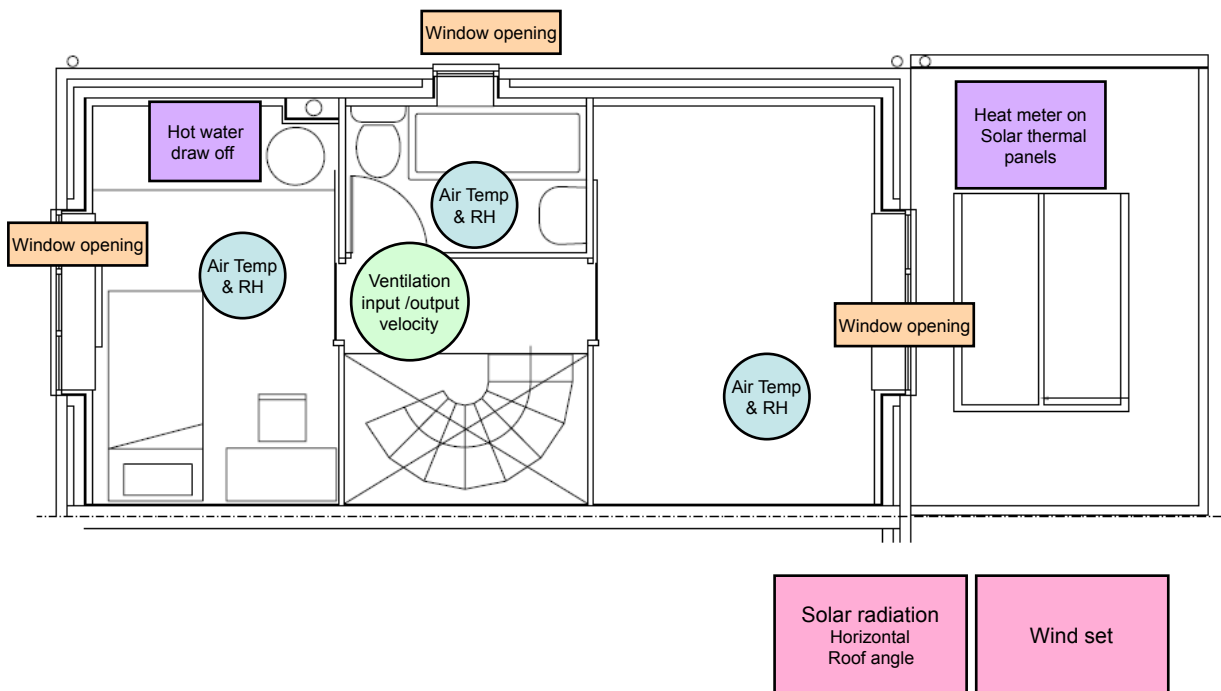 Window opening
Hot water
draw off
Heat meter on
Solar thermal
panels
Air Temp
& RH
Window opening
Air Temp
& RH
Ventilation
input /output
velocity
Window opening
Air Temp
& RH
Solar radiation
Horizontal
Roof angle
Wind set